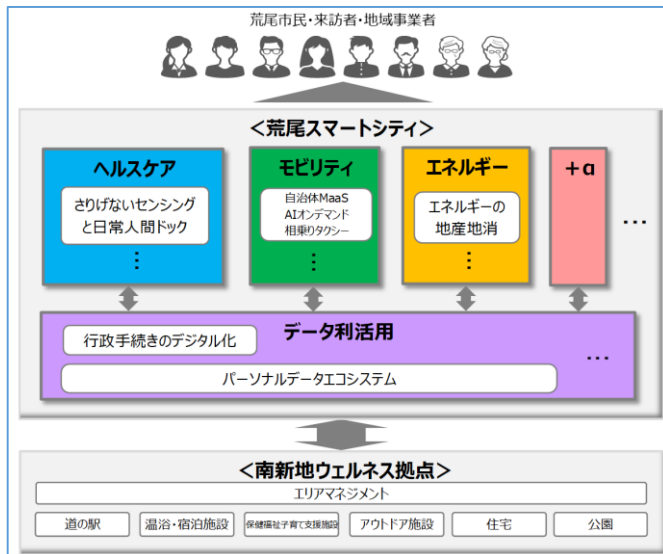 荒尾市民・来訪者・地域事業者
＜荒尾スマートシティ＞
ヘルスケア
さりげないセンシング
と日常人間ドック
⋮
モビリティ
自治体MaaS
AIオンデマンド
相乗りタクシー
⋮
エネルギー
エネルギーの
地産地消
⋮
＋α
…
データ利活用
行政手続きのデジタル化
…
パーソナルデータエコシステム
＜南新地ウェルネス拠点＞
エリアマネジメント
道の駅
温浴・宿泊施設
保健福祉子育て支援施設
アウトドア施設
住宅
公園